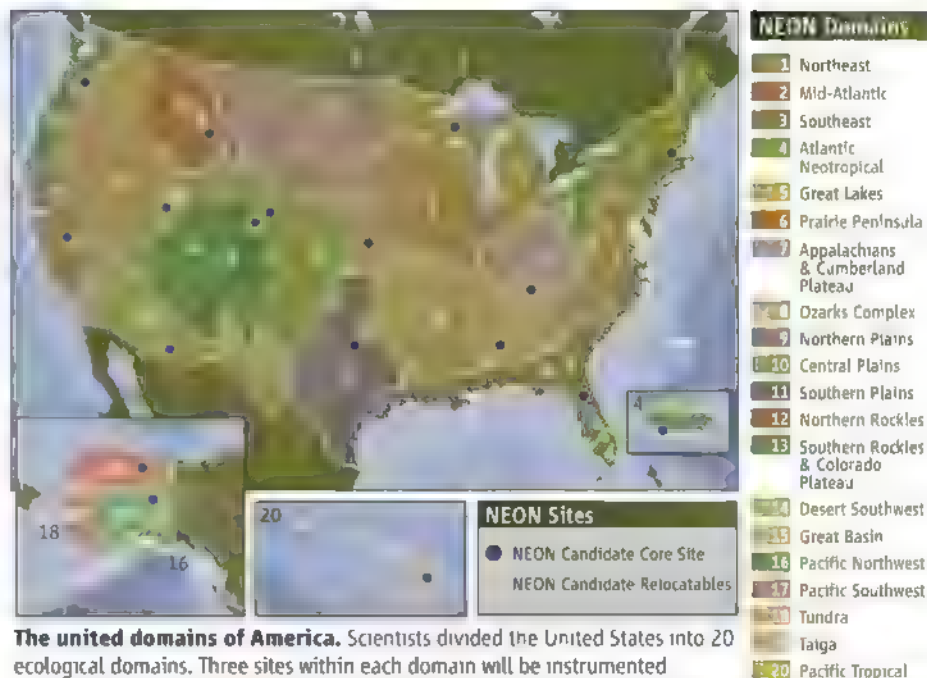 NEON Domains
1 Northeast
2 Mid-Atlantic
3 Southeast
4 Atlantic
Neotropical
5 Great Lakes
6 Prairie Peninsula
7 Appalachians
& Cumberland
Plateau
8 Ozarks Complex
9 Northern Plains
10 Central Plains
11 Southern Plains
12 Northern Rockies
13 Southern Rockies
& Colorado
Plateau
14 Desert Southwest
15 Great Basin
16 Pacific Northwest
17 Pacific Southwest
Tundra
Taiga
20 Pacific Tropical
4
18
16
20
NEON Sites
NEON Candidate Core Site
NEON Candidate Relocatables
The united domains of America. Scientists divided the United States into 20
ecological domains. Three sites within each domain will be instrumented